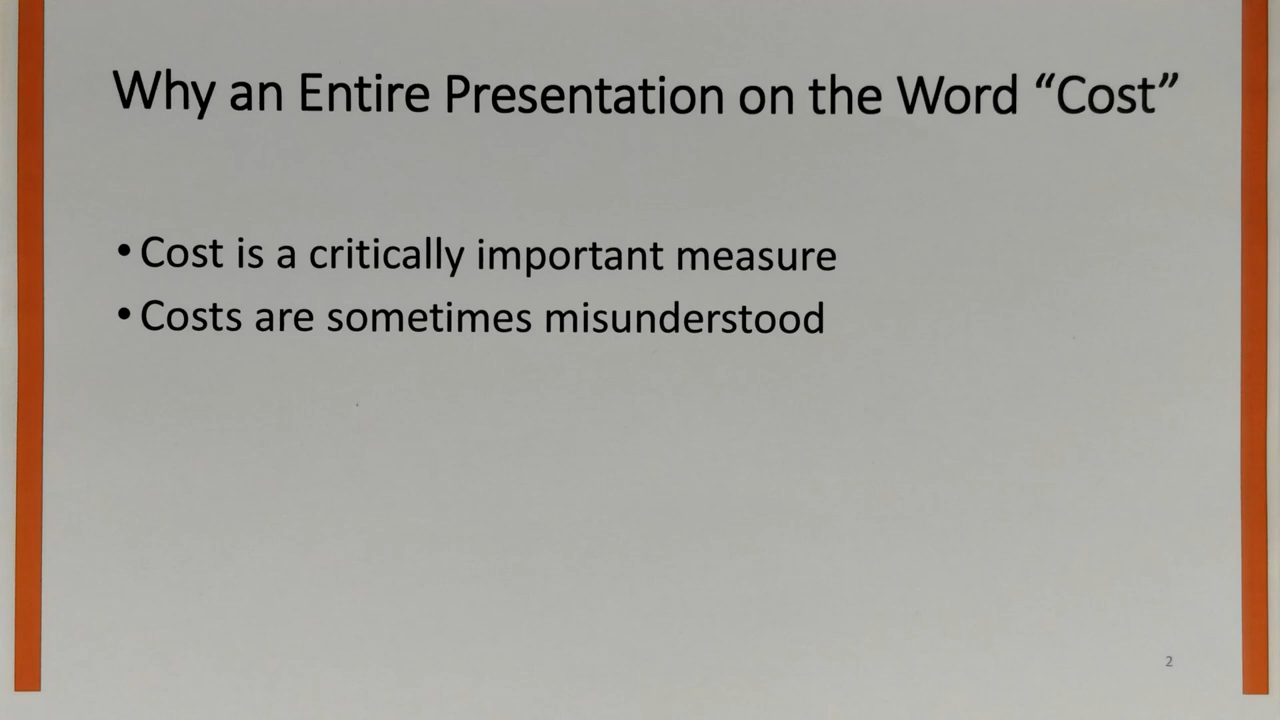 Why an Entire Presentation on the Word “Cost”
• Cost is a critically important measure
• Costs are sometimes misunderstood
2